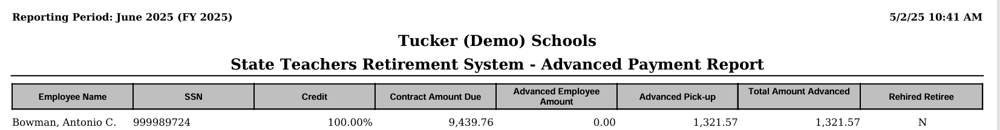 Reporting Period: June 2025 (FY 2025) 5/2/25 10:41 AM
Tucker (Demo) Schools
State Teachers Retirement System - Advanced Payment Report
Employee Name SSN Credit Contract Amount Due Advanced Employee Amount Advanced Pick-up Total Amount Advanced Rehired Retiree
Bowman, Antonio C. 999989724 100.00% 9,439.76 0.00 1,321.57 1,321.57 N